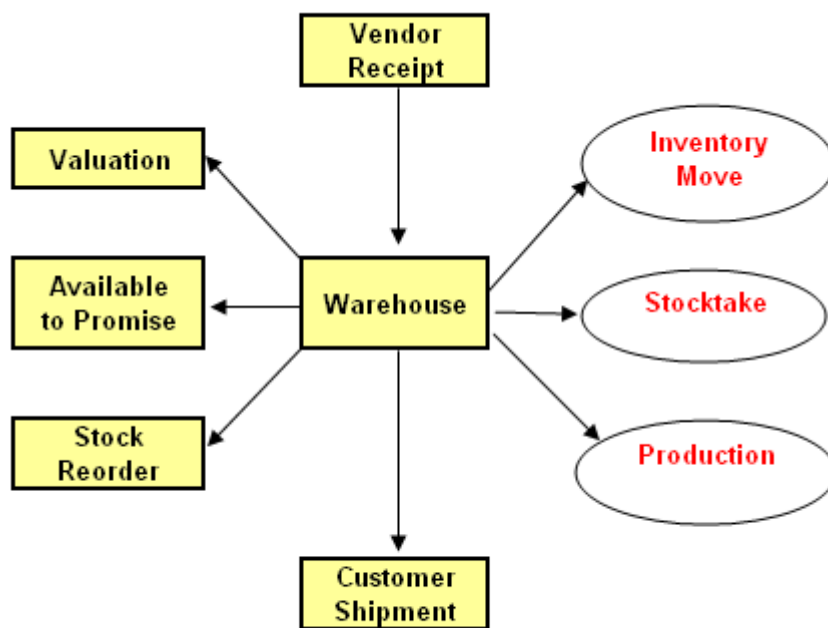 Vendor
Receipt
Valuation
Inventory
Move
Available
to Promise
Warehouse
Stocktake
Stock
Reorder
Production
Customer
Shipment